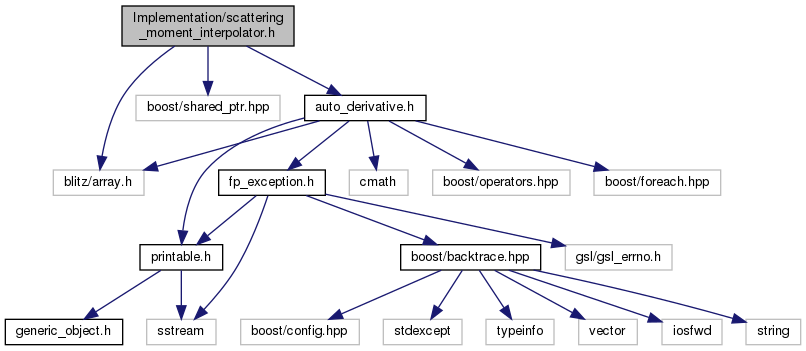 Implementation/scattering
_moment_interpolator.h
boost/shared_ptr.hpp
auto_derivative.h
blitz/array.h
fp_exception.h
cmath
boost/operators.hpp
boost/foreach.hpp
printable.h
boost/backtrace.hpp
gsl/gsl_errno.h
generic_object.h
sstream
boost/config.hpp
stdexcept
typeinfo
vector
iosfwd
string